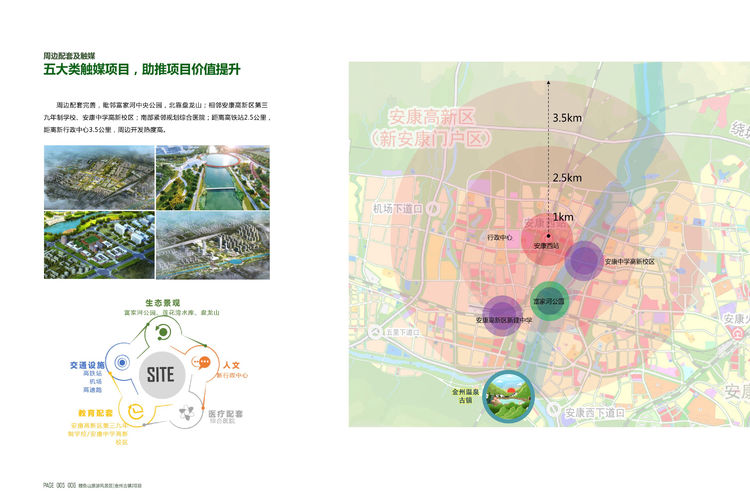 周边配套及触媒
五大类触媒项目，助推项目价值提升
周边配套完善，毗邻富家河中央公园，北靠盘龙山；相邻安康高新区第三
九年制学校、安康中学高新校区；南部紧邻规划综合医院；距离高铁站2.5公里，
距离新行政中心3.5公里，周边开发热度高。
生态景观
富家河公园、莲花湾水库、盘龙山
交通设施
高铁站
机场
高速路
SITE
人文
新行政中心
教育配套
安康高新区第三九年
制学校/安康中学高新
校区
医疗配套
综合医院
安康高新区
(新安康门户区)
3.5km
2.5km
1km
机场下道口
行政中心
安康西站
安康中学高新校区
富家河公园
安康高新区新建中学
五里下道口
金州温泉
古镇
安康西下道口
安康
PAGE 003 003